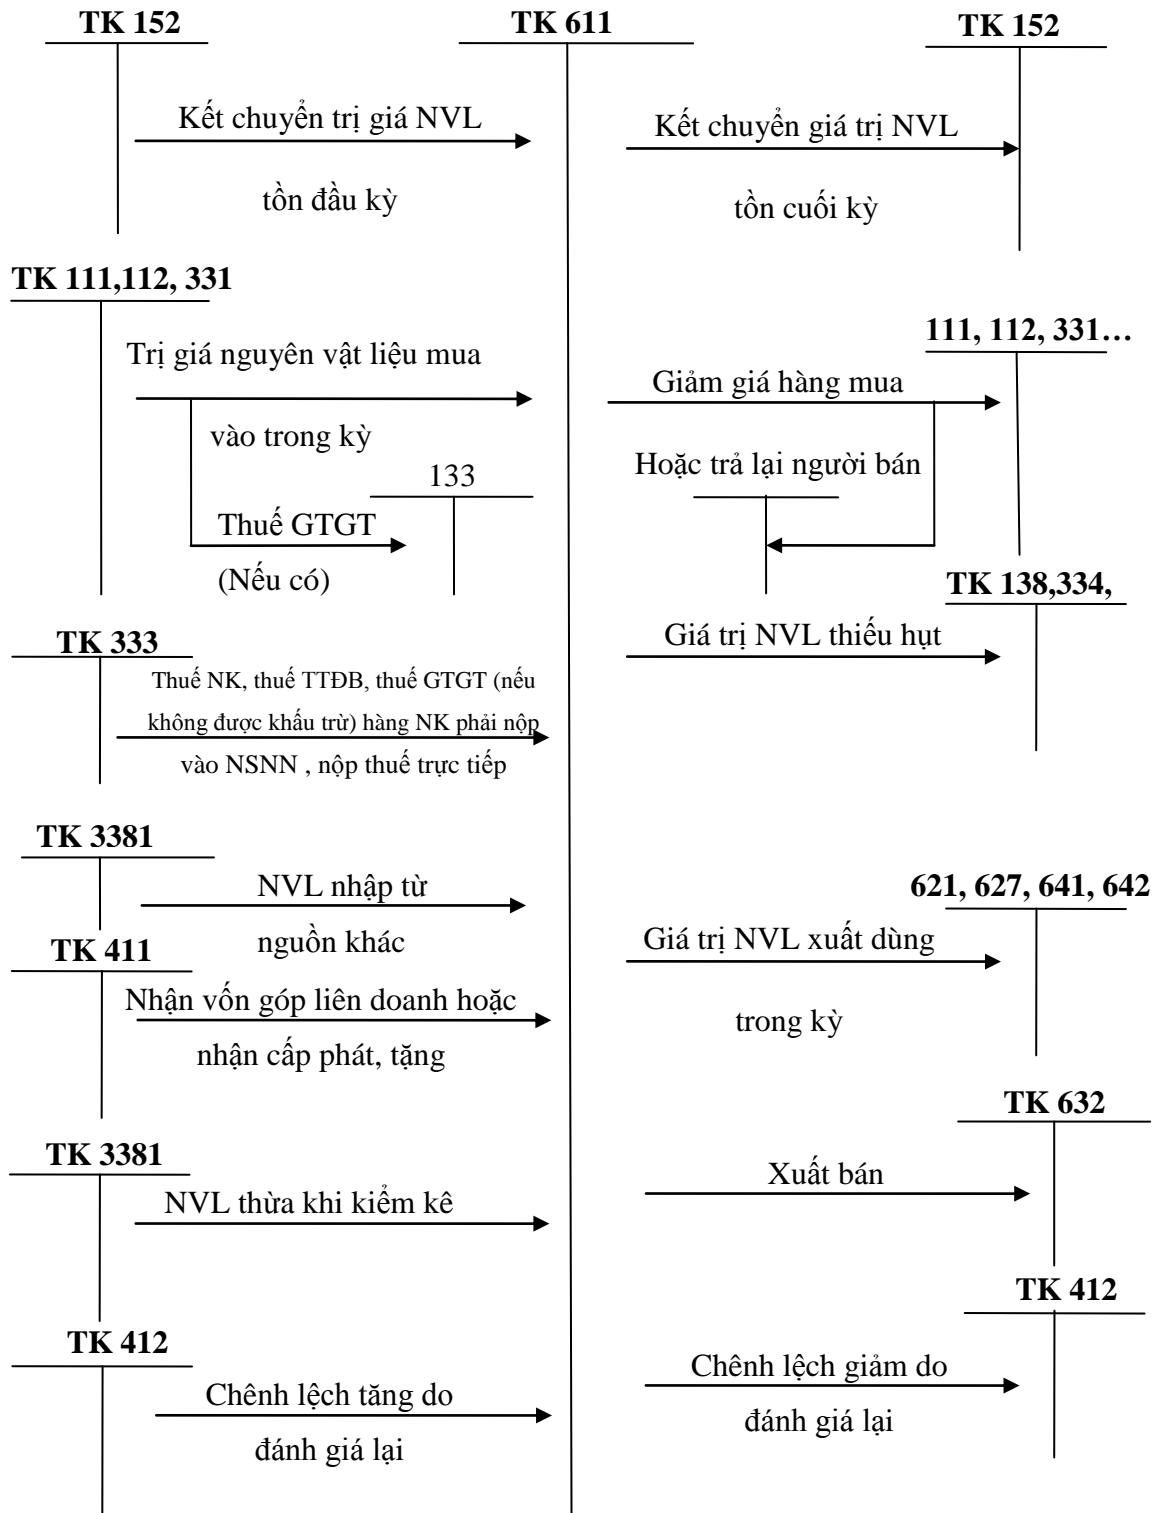 TK 152
TK 611
TK 152
Kết chuyển trị giá NVL
tồn đầu kỳ
Kết chuyển giá trị NVL
tồn cuối kỳ
TK 111,112, 331
Trị giá nguyên vật liệu mua
vào trong kỳ
133
Thuế GTGT
(Nếu có)
111, 112, 331…
Giảm giá hàng mua
Hoặc trả lại người bán
TK 138,334,
Giá trị NVL thiếu hụt
TK 333
Thuế NK, thuế TTĐB, thuế GTGT (nếu
không được khấu trừ) hàng NK phải nộp
vào NSNN , nộp thuế trực tiếp
TK 3381
NVL nhập từ
nguồn khác
621, 627, 641, 642
Giá trị NVL xuất dùng
trong kỳ
TK 411
Nhận vốn góp liên doanh hoặc
nhận cấp phát, tặng
TK 632
Xuất bán
TK 3381
NVL thừa khi kiểm kê
TK 412
Chênh lệch giảm do
đánh giá lại
TK 412
Chênh lệch tăng do
đánh giá lại